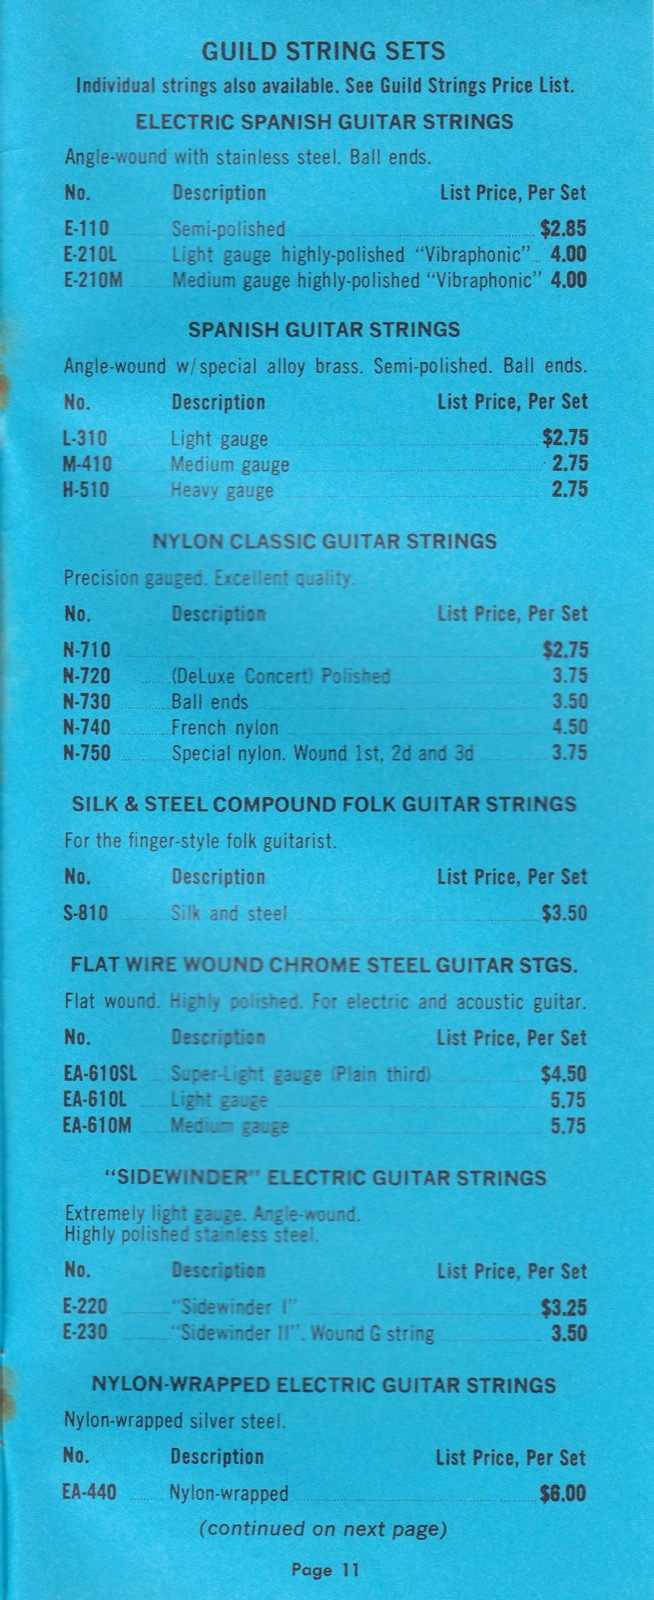 GUILD STRING SETS
Individual strings also available. See Guild Strings Price List.
ELECTRIC SPANISH GUITAR STRINGS
Angle-wound with stainless steel. Ball ends.
No. Description List Price, Per Set
E-110 Semi-polished $2.85
E-210L Light gauge highly-polished "Vibraphonic" 4.00
E-210M Medium gauge highly-polished "Vibraphonic" 4.00
SPANISH GUITAR STRINGS
Angle-wound w/special alloy brass. Semi-polished. Ball ends.
No. Description List Price, Per Set
L-310 Light gauge $2.75
M-410 Medium gauge 2.75
H-510 Heavy gauge 2.75
NYLON CLASSIC GUITAR STRINGS
Precision gauged. Excellent quality.
No. Description List Price, Per Set
N-710 $2.75
N-720 (DeLuxe Concert) Polished 3.75
N-730 Ball ends 3.50
N-740 French nylon 4.50
N-750 Special nylon. Wound 1st, 2d and 3d 3.75
SILK & STEEL COMPOUND FOLK GUITAR STRINGS
For the finger-style folk guitarist.
No. Description List Price, Per Set
S-810 Silk and steel $3.50
FLAT WIRE WOUND CHROME STEEL GUITAR STGS.
Flat wound. Highly polished. For electric and acoustic guitar.
No. Description List Price, Per Set
EA-610SL Super-Light gauge (Plain third) $4.50
EA-610L Light gauge 5.75
EA-610M Medium gauge 5.75
"SIDEWINDER" ELECTRIC GUITAR STRINGS
Extremely light gauge. Angle-wound.
Highly polished stainless steel.
No. Description List Price, Per Set
E-220 "Sidewinder I" $3.25
E-230 "Sidewinder II". Wound G string 3.50
NYLON-WRAPPED ELECTRIC GUITAR STRINGS
Nylon-wrapped silver steel.
No. Description List Price, Per Set
EA-440 Nylon-wrapped $6.00
(continued on next page)
Page 11